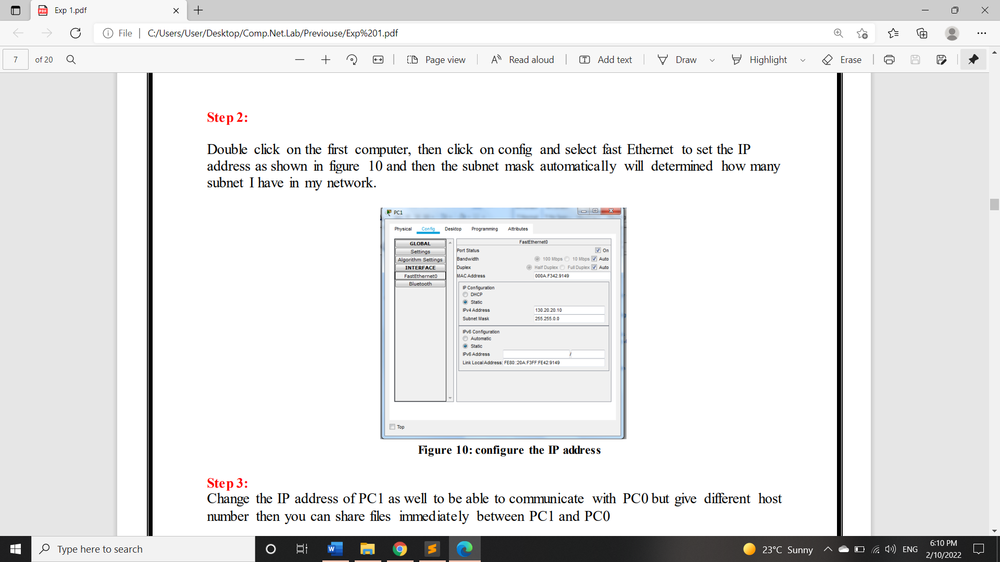 Exp 1.pdf
File
C:/Users/User/Desktop/Comp.Net.Lab/Previouse/Exp%201.pdf
7 of 20
Page view
Read aloud
Add text
Draw
Highlight
Erase
Step 2:
Double click on the first computer, then click on config and select fast Ethernet to set the IP
address as shown in figure 10 and then the subnet mask automatically will determined how many
subnet I have in my network.
PC1
Physical Config Desktop Programming Attributes
GLOBAL
Settings
Algorithm Settings
INTERFACE
FastEthernet0
Bluetooth
FastEthernet0
Port Status On
Bandwidth 100 Mbps 10 Mbps Auto
Duplex Half Duplex Full Duplex Auto
MAC Address 000A.F342.9149
IP Configuration
DHCP
Static
IPv4 Address 130.20.20.10
Subnet Mask 255.255.0.0
IPv6 Configuration
Automatic
Static
IPv6 Address /
Link Local Address: FE80::20A:F3FF:FE42:9149
Top
Figure 10: configure the IP address
Step 3:
Change the IP address of PC1 as well to be able to communicate with PC0 but give different host
number then you can share files immediately between PC1 and PC0
Type here to search
23°C Sunny
ENG
6:10 PM
2/10/2022